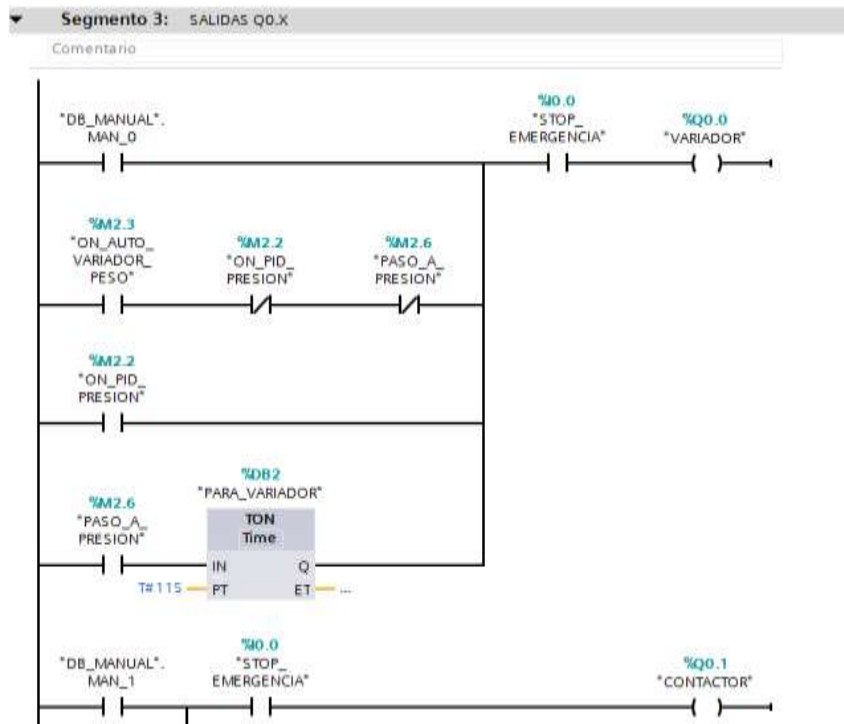 Segmento 3: SALIDAS Q0.X
Comentario
%I0.0
"STOP_
EMERGENCIA"
%Q0.0
"VARIADOR"
"DB_MANUAL".
MAN_0
%M2.3
"ON_AUTO_
VARIADOR_
PESO"
%M2.2
"ON_PID_
PRESION"
%M2.6
"PASO_A_
PRESION"
%M2.2
"ON_PID_
PRESION"
%DB2
"PARA_VARIADOR"
%M2.6
"PASO_A_
PRESION"
TON
Time
IN Q
T#11S PT ET ...
"DB_MANUAL".
MAN_1
%I0.0
"STOP_
EMERGENCIA"
%Q0.1
"CONTACTOR"